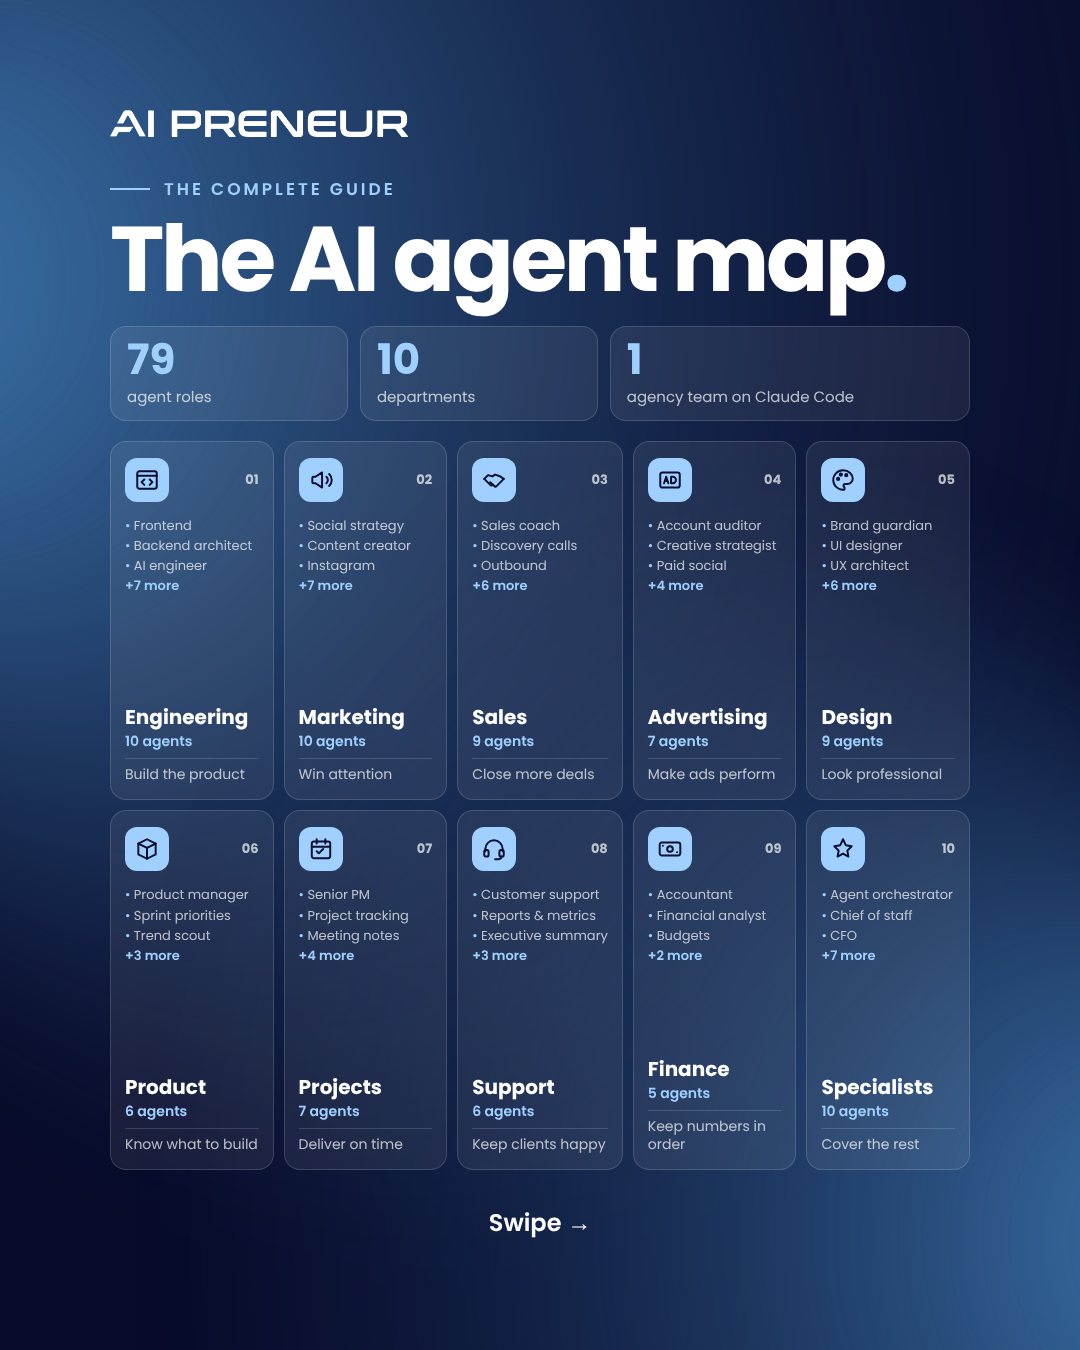 AI PRENEUR
THE COMPLETE GUIDE
The AI agent map.
79
agent roles
10
departments
1
agency team on Claude Code
01
• Frontend
• Backend architect
• AI engineer
+7 more
Engineering
10 agents
Build the product
02
• Social strategy
• Content creator
• Instagram
+7 more
Marketing
10 agents
Win attention
03
• Sales coach
• Discovery calls
• Outbound
+6 more
Sales
9 agents
Close more deals
AD
04
• Account auditor
• Creative strategist
• Paid social
+4 more
Advertising
7 agents
Make ads perform
05
• Brand guardian
• UI designer
• UX architect
+6 more
Design
9 agents
Look professional
06
• Product manager
• Sprint priorities
• Trend scout
+3 more
Product
6 agents
Know what to build
07
• Senior PM
• Project tracking
• Meeting notes
+4 more
Projects
7 agents
Deliver on time
08
• Customer support
• Reports & metrics
• Executive summary
+3 more
Support
6 agents
Keep clients happy
09
• Accountant
• Financial analyst
• Budgets
+2 more
Finance
5 agents
Keep numbers in
order
10
• Agent orchestrator
• Chief of staff
• CFO
+7 more
Specialists
10 agents
Cover the rest
Swipe →